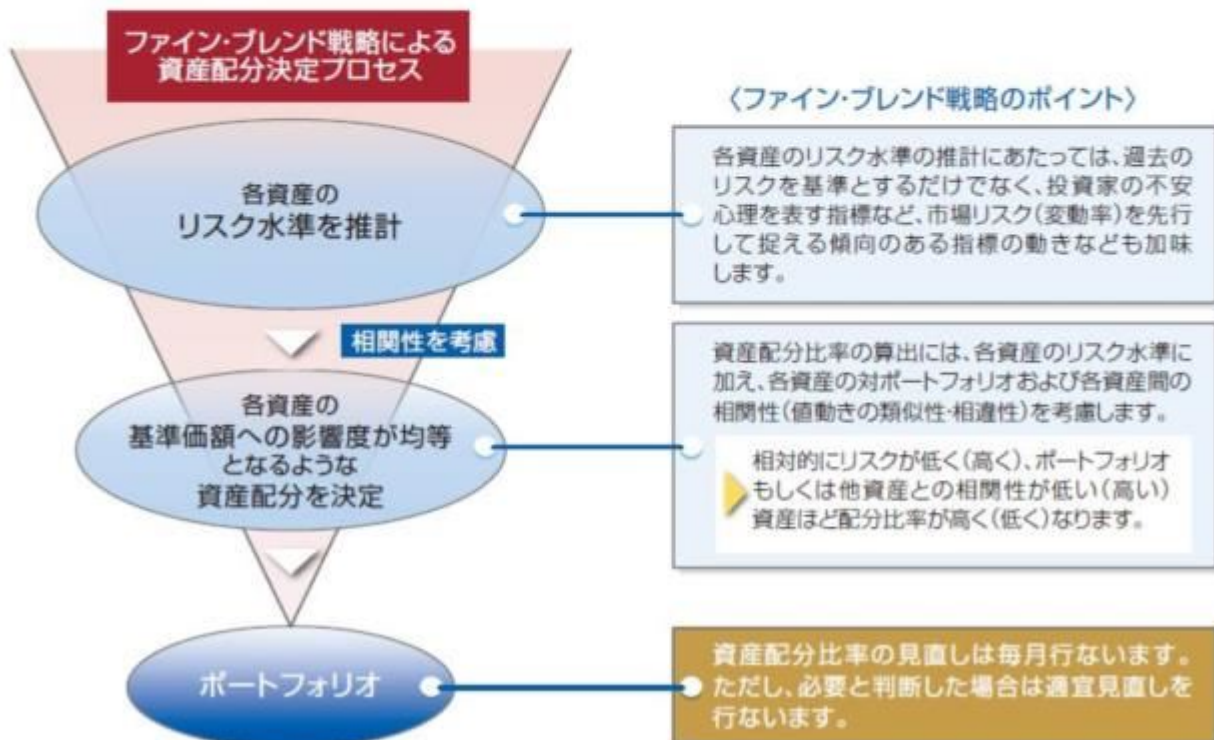 ファイン・ブレンド戦略による
資産配分決定プロセス
〈ファイン・ブレンド戦略のポイント〉
各資産の
リスク水準を推計
各資産のリスク水準の推計にあたっては、過去の
リスクを基準とするだけでなく、投資家の不安
心理を表す指標など、市場リスク(変動率)を先行
して捉える傾向のある指標の動きなども加味
します。
相関性を考慮
各資産の
基準価額への影響度が均等
となるような
資産配分を決定
資産配分比率の算出には、各資産のリスク水準に
加え、各資産の対ポートフォリオおよび各資産間の
相関性(値動きの類似性・相違性)を考慮します。
相対的にリスクが低く(高く)、ポートフォリオ
もしくは他資産との相関性が低い(高い)
資産ほど配分比率が高く(低く)なります。
ポートフォリオ
資産配分比率の見直しは毎月行ないます。
ただし、必要と判断した場合は適宜見直しを
行ないます。